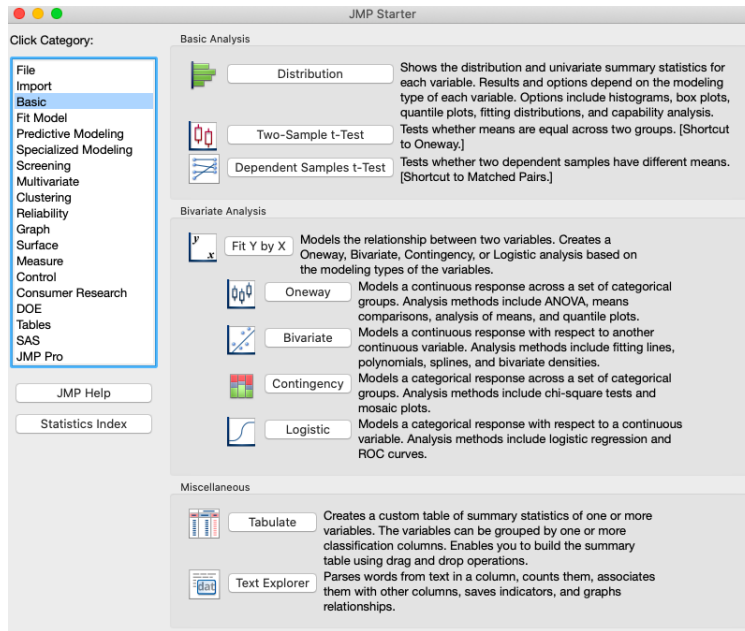 JMP Starter
Click Category:
File
Import
Basic
Fit Model
Predictive Modeling
Specialized Modeling
Screening
Multivariate
Clustering
Reliability
Graph
Surface
Measure
Control
Consumer Research
DOE
Tables
SAS
JMP Pro
JMP Help
Statistics Index
Basic Analysis
Distribution
Shows the distribution and univariate summary statistics for
each variable. Results and options depend on the modeling
type of each variable. Options include histograms, box plots,
quantile plots, fitting distributions, and capability analysis.
Two-Sample t-Test
Tests whether means are equal across two groups. [Shortcut
to Oneway.]
Dependent Samples t-Test
Tests whether two dependent samples have different means.
[Shortcut to Matched Pairs.]
Bivariate Analysis
y
x
Fit Y by X
Models the relationship between two variables. Creates a
Oneway, Bivariate, Contingency, or Logistic analysis based on
the modeling types of the variables.
Oneway
Models a continuous response across a set of categorical
groups. Analysis methods include ANOVA, means
comparisons, analysis of means, and quantile plots.
Bivariate
Models a continuous response with respect to another
continuous variable. Analysis methods include fitting lines,
polynomials, splines, and bivariate densities.
Contingency
Models a categorical response across a set of categorical
groups. Analysis methods include chi-square tests and
mosaic plots.
Logistic
Models a categorical response with respect to a continuous
variable. Analysis methods include logistic regression and
ROC curves.
Miscellaneous
Tabulate
Creates a custom table of summary statistics of one or more
variables. The variables can be grouped by one or more
classification columns. Enables you to build the summary
table using drag and drop operations.
dat
Text Explorer
Parses words from text in a column, counts them, associates
them with other columns, saves indicators, and graphs
relationships.